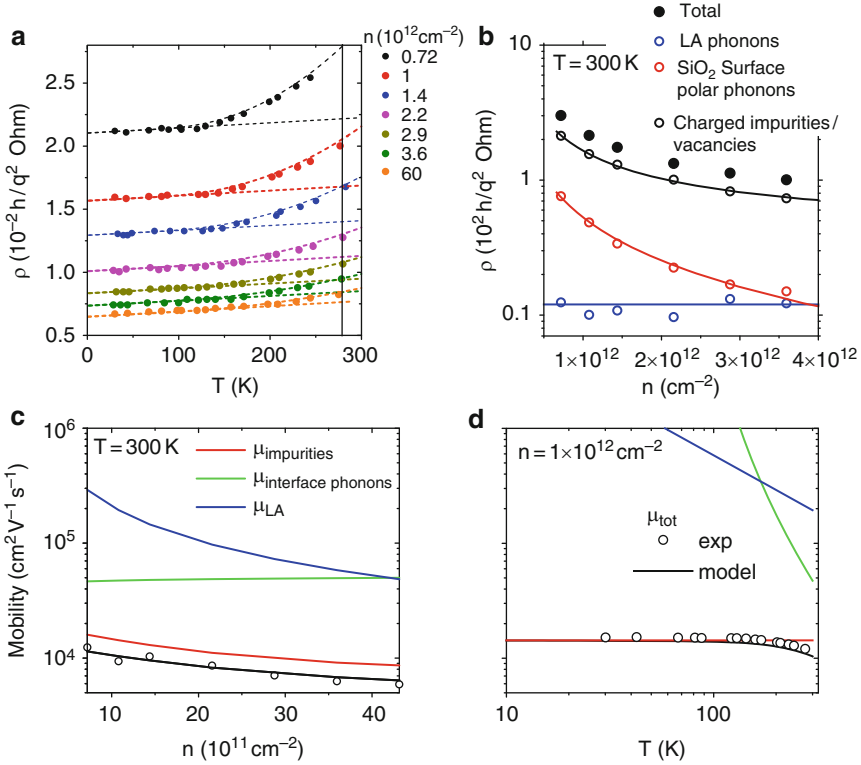 a
n (10¹²cm⁻²)
0.72
1
1.4
2.2
2.9
3.6
60
ρ (10⁻² h/q² Ohm)
2.5
2.0
1.5
1.0
0.5
0
100
200
300
T (K)
b
Total
LA phonons
SiO₂ Surface
polar phonons
Charged impurities/
vacancies
T = 300 K
ρ (10² h/q² Ohm)
10
1
0.1
1×10¹²
2×10¹²
3×10¹²
4×10¹²
n (cm⁻²)
c
T = 300 K
μimpurities
μinterface phonons
μLA
Mobility (cm² V⁻¹ s⁻¹)
10⁶
10⁵
10⁴
10
20
30
40
n (10¹¹ cm⁻²)
d
n = 1×10¹² cm⁻²
μtot
exp
model
10
100
T (K)